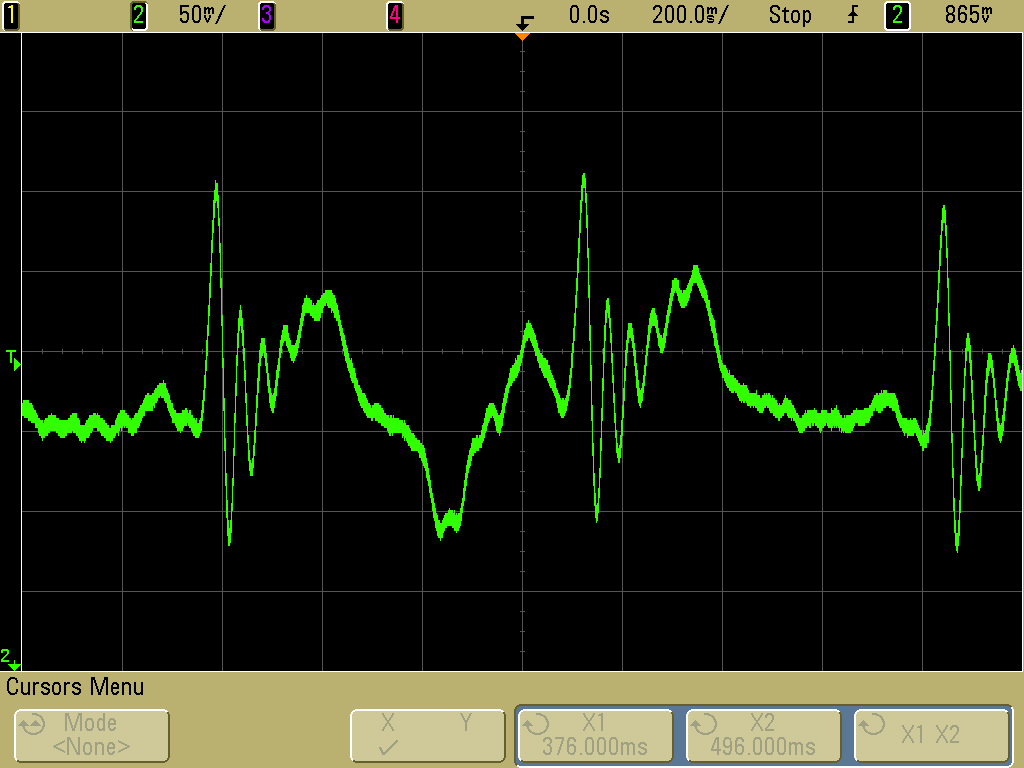 1 2 50mV/ 3 4 0.0s 200.0ms/ Stop 2 865mV
T
2
Cursors Menu
Mode X Y X1 X2 X1 X2
<None> 376.000ms 496.000ms